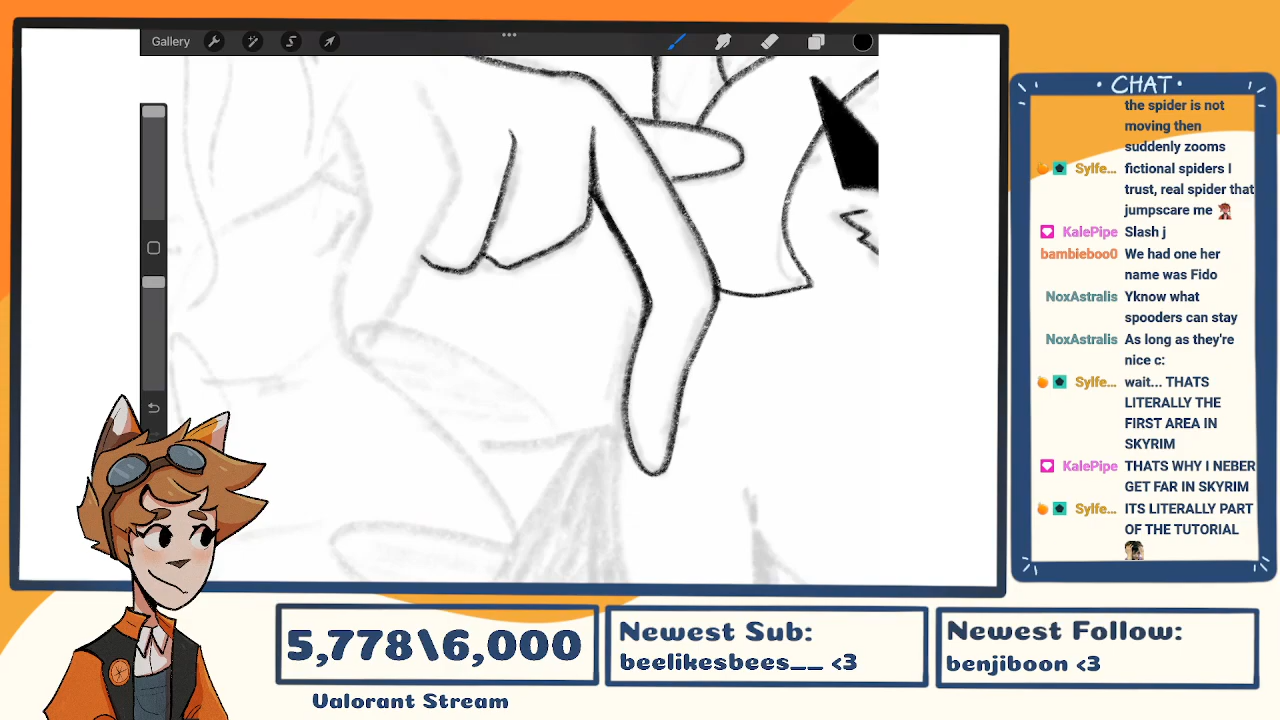 Gallery
• CHAT •
the spider is not
moving then
suddenly zooms
Sylfe... fictional spiders I
trust, real spider that
jumpscare me
KalePipe Slash j
bambieboo0 We had one her
name was Fido
NoxAstralis Yknow what
spooders can stay
NoxAstralis As long as they're
nice c:
Sylfe... wait... THATS
LITERALLY THE
FIRST AREA IN
SKYRIM
KalePipe THATS WHY I NEBER
GET FAR IN SKYRIM
Sylfe... ITS LITERALLY PART
OF THE TUTORIAL
5,778\6,000
Valorant Stream
Newest Sub:
beelikesbees__ <3
Newest Follow:
benjiboon <3